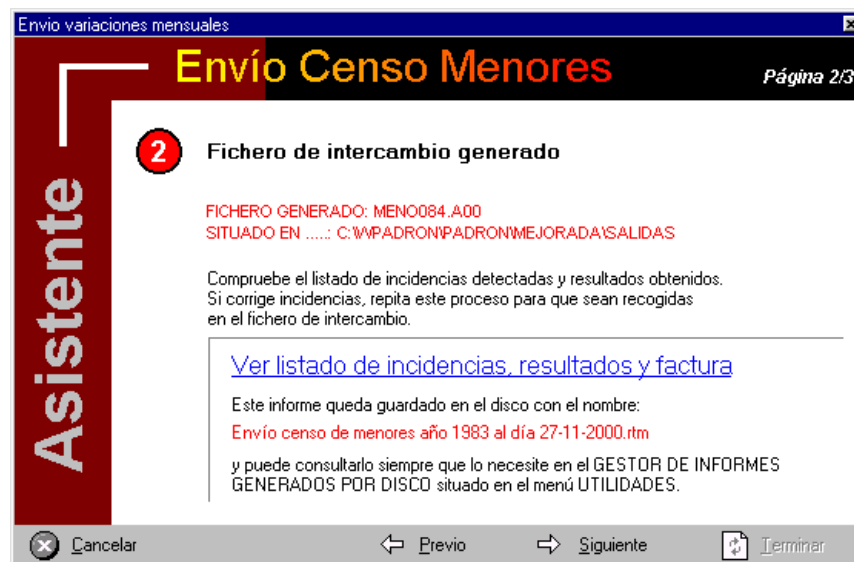 Envio variaciones mensuales
Envío Censo Menores
Página 2/3
Asistente
2
Fichero de intercambio generado
FICHERO GENERADO: MENO084.A00
SITUADO EN .....: C:\WPADRON\PADRON\MEJORADA\SALIDAS
Compruebe el listado de incidencias detectadas y resultados obtenidos.
Si corrige incidencias, repita este proceso para que sean recogidas
en el fichero de intercambio.
Ver listado de incidencias, resultados y factura
Este informe queda guardado en el disco con el nombre:
Envío censo de menores año 1983 al día 27-11-2000.rtm
y puede consultarlo siempre que lo necesite en el GESTOR DE INFORMES
GENERADOS POR DISCO situado en el menú UTILIDADES.
Cancelar
Previo
Siguiente
Terminar